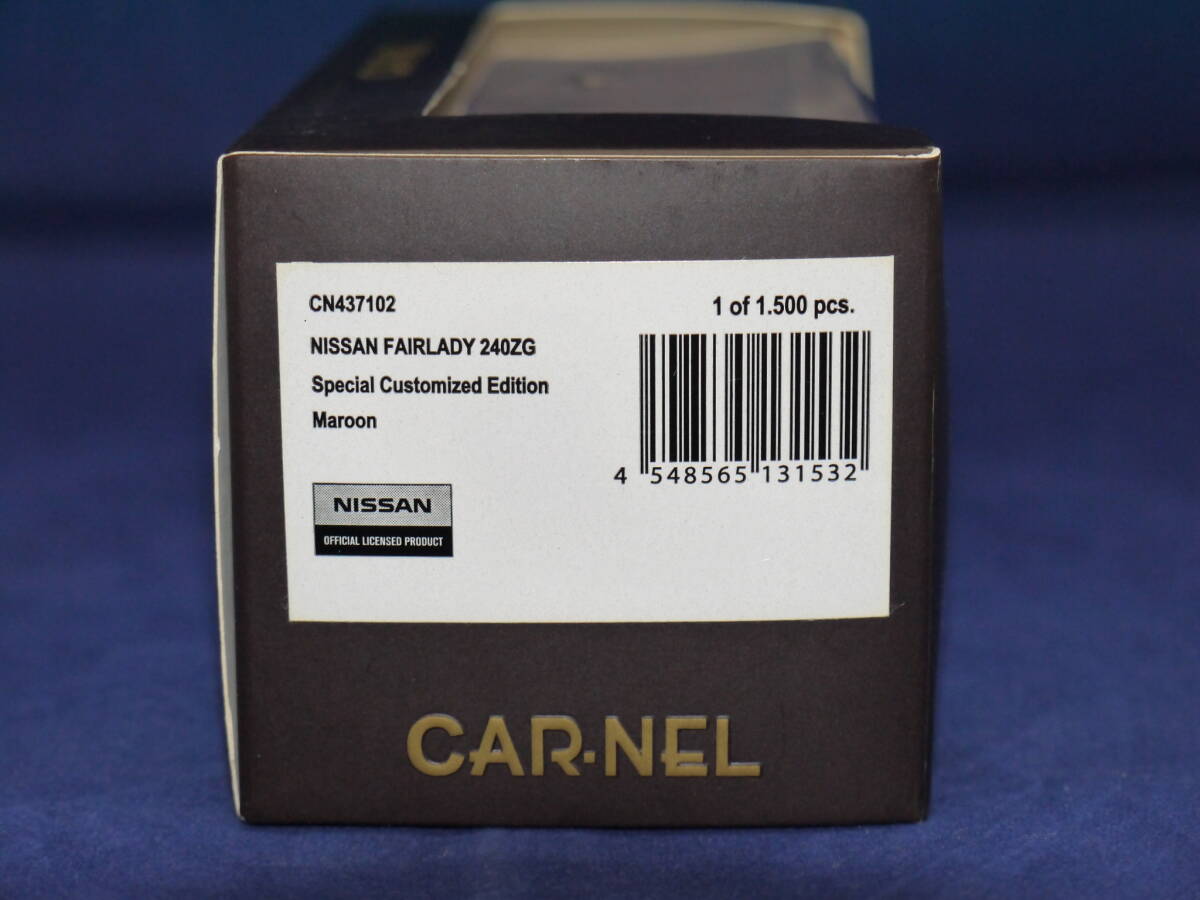 CN437102
1 of 1.500 pcs.
NISSAN FAIRLADY 240ZG
Special Customized Edition
Maroon
4 548565 131532
NISSAN
OFFICIAL LICENSED PRODUCT
CAR·NEL